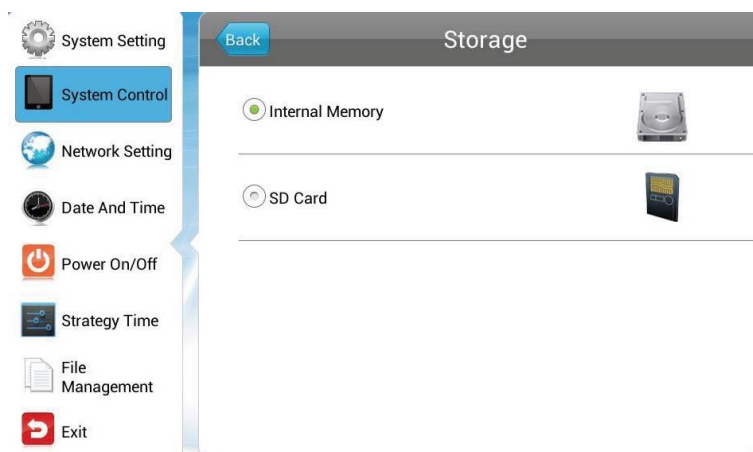 System Setting
System Control
Network Setting
Date And Time
Power On/Off
Strategy Time
File
Management
Exit
Back
Storage
Internal Memory
SD Card